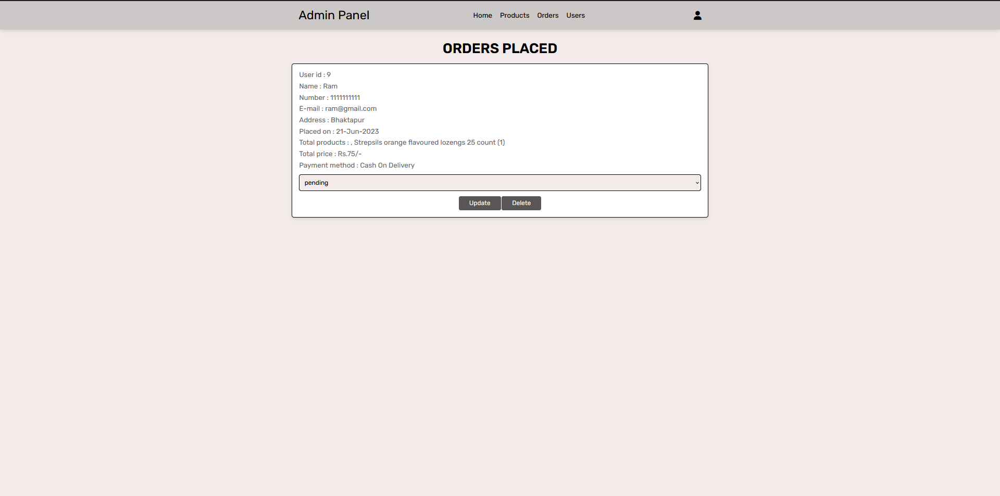 Admin Panel
Home Products Orders Users
ORDERS PLACED
User id : 9
Name : Ram
Number : 1111111111
E-mail : ram@gmail.com
Address : Bhaktapur
Placed on : 21-Jun-2023
Total products : , Strepsils orange flavoured lozengs 25 count (1)
Total price : Rs.75/-
Payment method : Cash On Delivery
pending
Update Delete